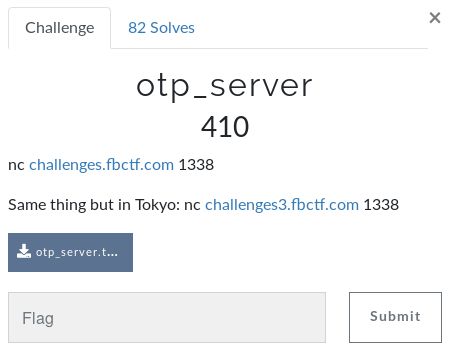 Challenge
82 Solves
×
otp_server
410
nc challenges.fbctf.com 1338
Same thing but in Tokyo: nc challenges3.fbctf.com 1338
otp_server.t...
Flag
Submit